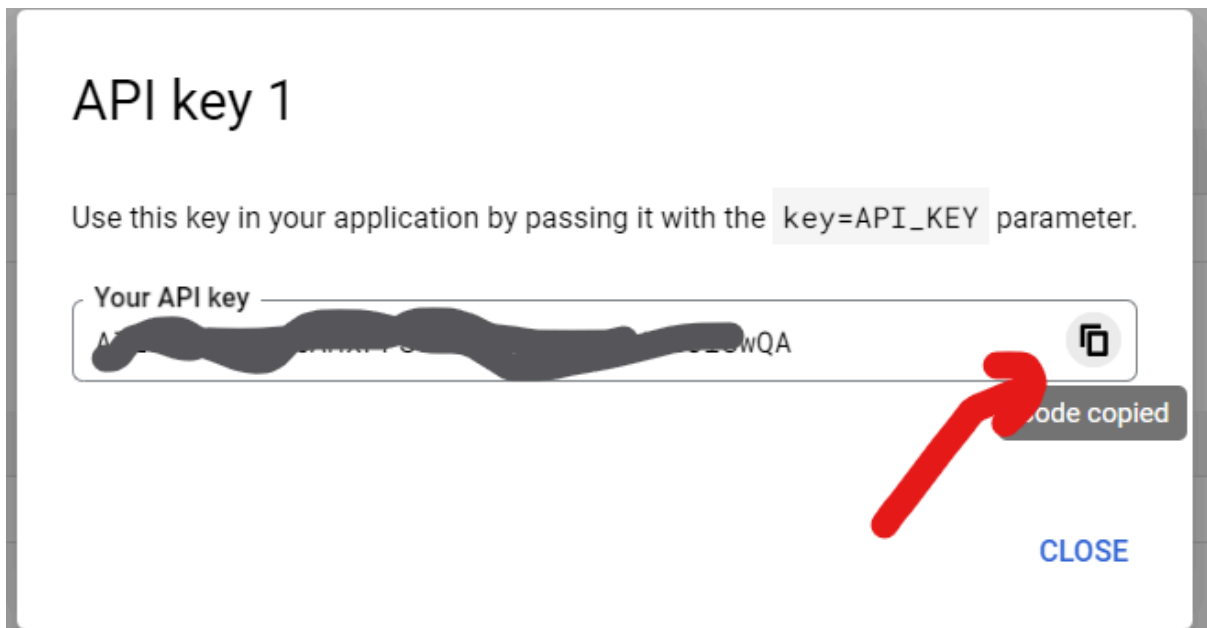 API key 1
Use this key in your application by passing it with the key=API_KEY parameter.
Your API key
code copied
CLOSE